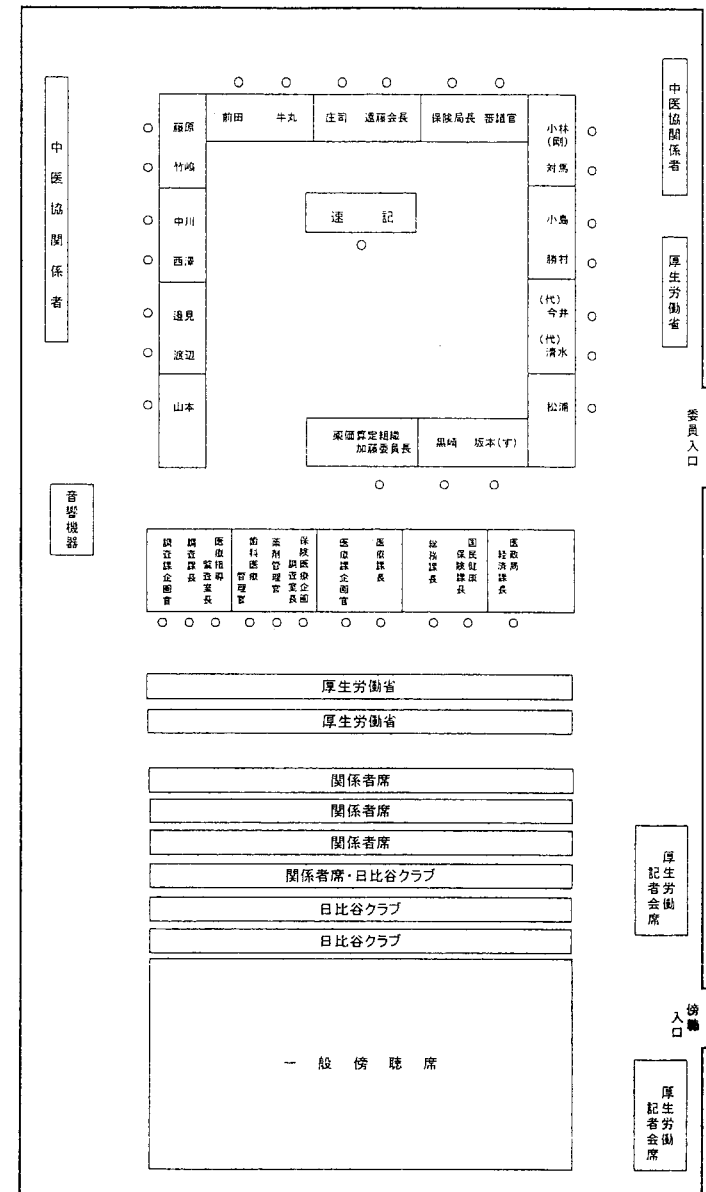 中医協関係者
前田 牛丸 庄司 遠藤会長 保険局長 審議官
藤原
竹嶋
中川
西澤
邉見
渡辺
山本
速 記
小林
(剛)
対馬
小島
勝村
(代)
今井
(代)
清水
松浦
薬価算定組織
加藤委員長
黒崎 坂本(す)
中医協関係者
厚生労働省
委員入口
音響機器
調査課企画官
調査課長
医療指導
監査室長
歯科医療
管理官
薬剤管理官
保険医療企画
調査室長
医療課企画官
医療課長
総務課長
国民健康
保険課長
医政局
経済課長
厚生労働省
厚生労働省
関係者席
関係者席
関係者席
関係者席・日比谷クラブ
日比谷クラブ
日比谷クラブ
一 般 傍 聴 席
厚生労働
記者会席
傍聴
入口
厚生労働
記者会席